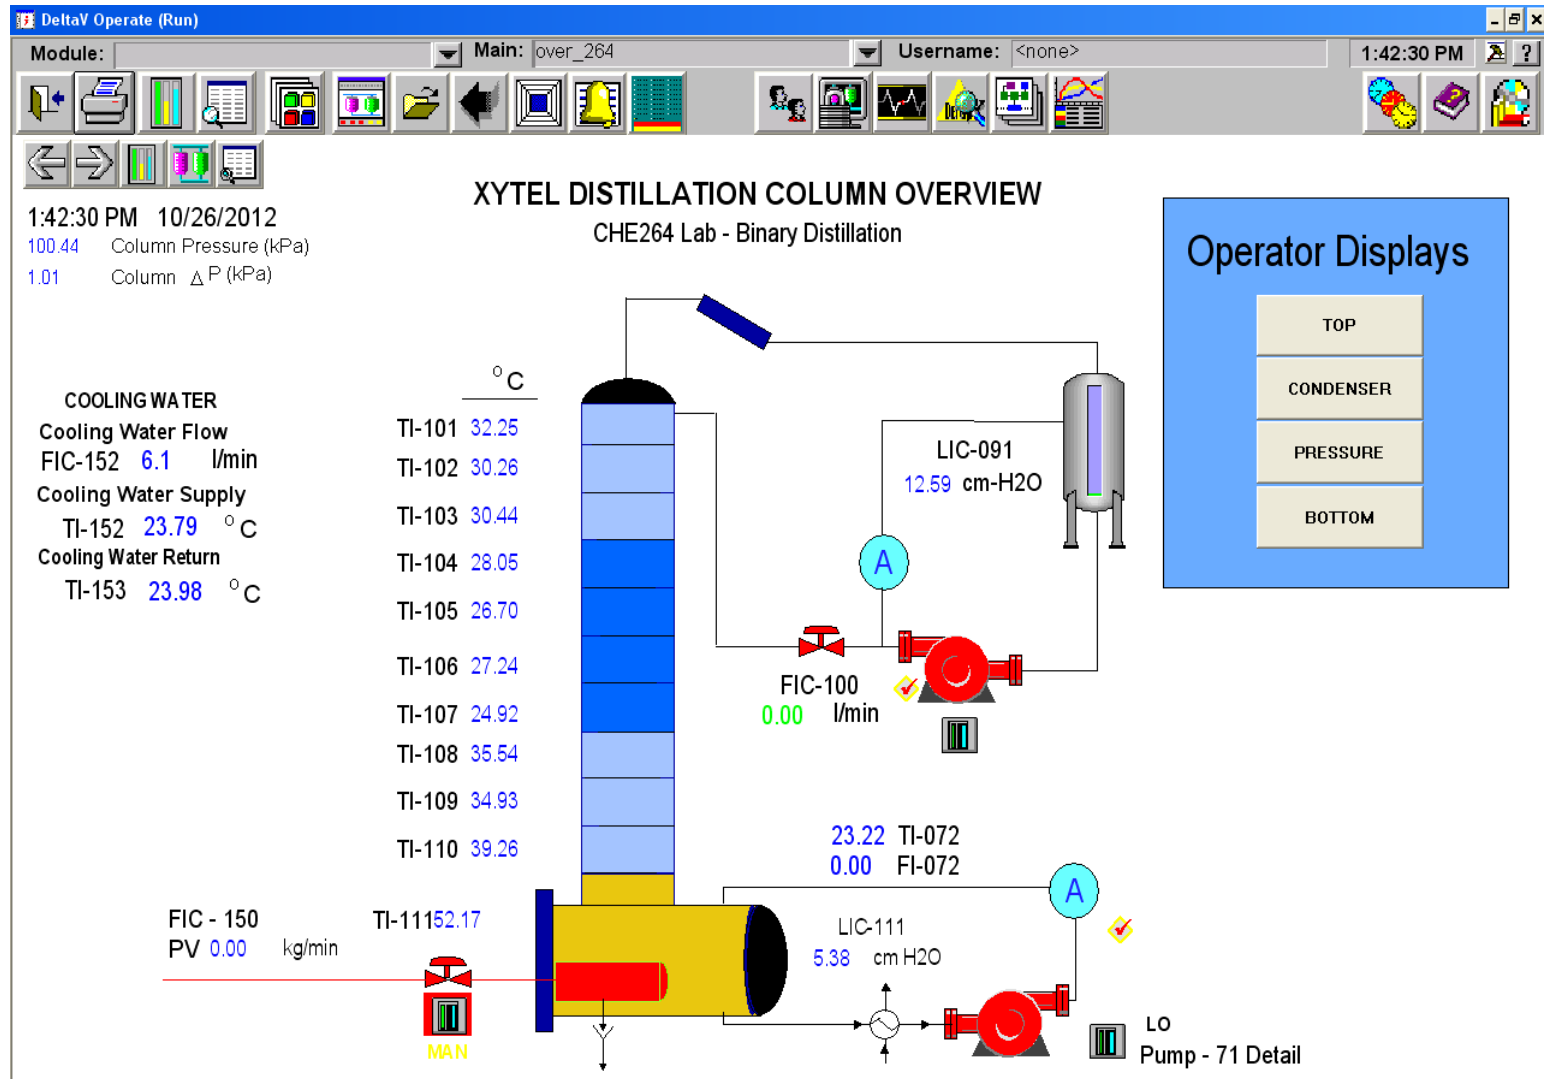 DeltaV Operate (Run)
Module: Main: over_264 Username: <none> 1:42:30 PM ?
1:42:30 PM 10/26/2012
100.44 Column Pressure (kPa)
1.01 Column △ P (kPa)
XYTEL DISTILLATION COLUMN OVERVIEW
CHE264 Lab - Binary Distillation
Operator Displays
TOP
CONDENSER
PRESSURE
BOTTOM
COOLING WATER
Cooling Water Flow
FIC-152 6.1 l/min
Cooling Water Supply
TI-152 23.79 °C
Cooling Water Return
TI-153 23.98 °C
°C
TI-101 32.25
TI-102 30.26
TI-103 30.44
TI-104 28.05
TI-105 26.70
TI-106 27.24
TI-107 24.92
TI-108 35.54
TI-109 34.93
TI-110 39.26
TI-111 52.17
LIC-091
12.59 cm-H2O
A
FIC-100
0.00 l/min
23.22 TI-072
0.00 FI-072
A
LIC-111
5.38 cm H2O
FIC - 150
PV 0.00 kg/min
MAN
LO
Pump - 71 Detail